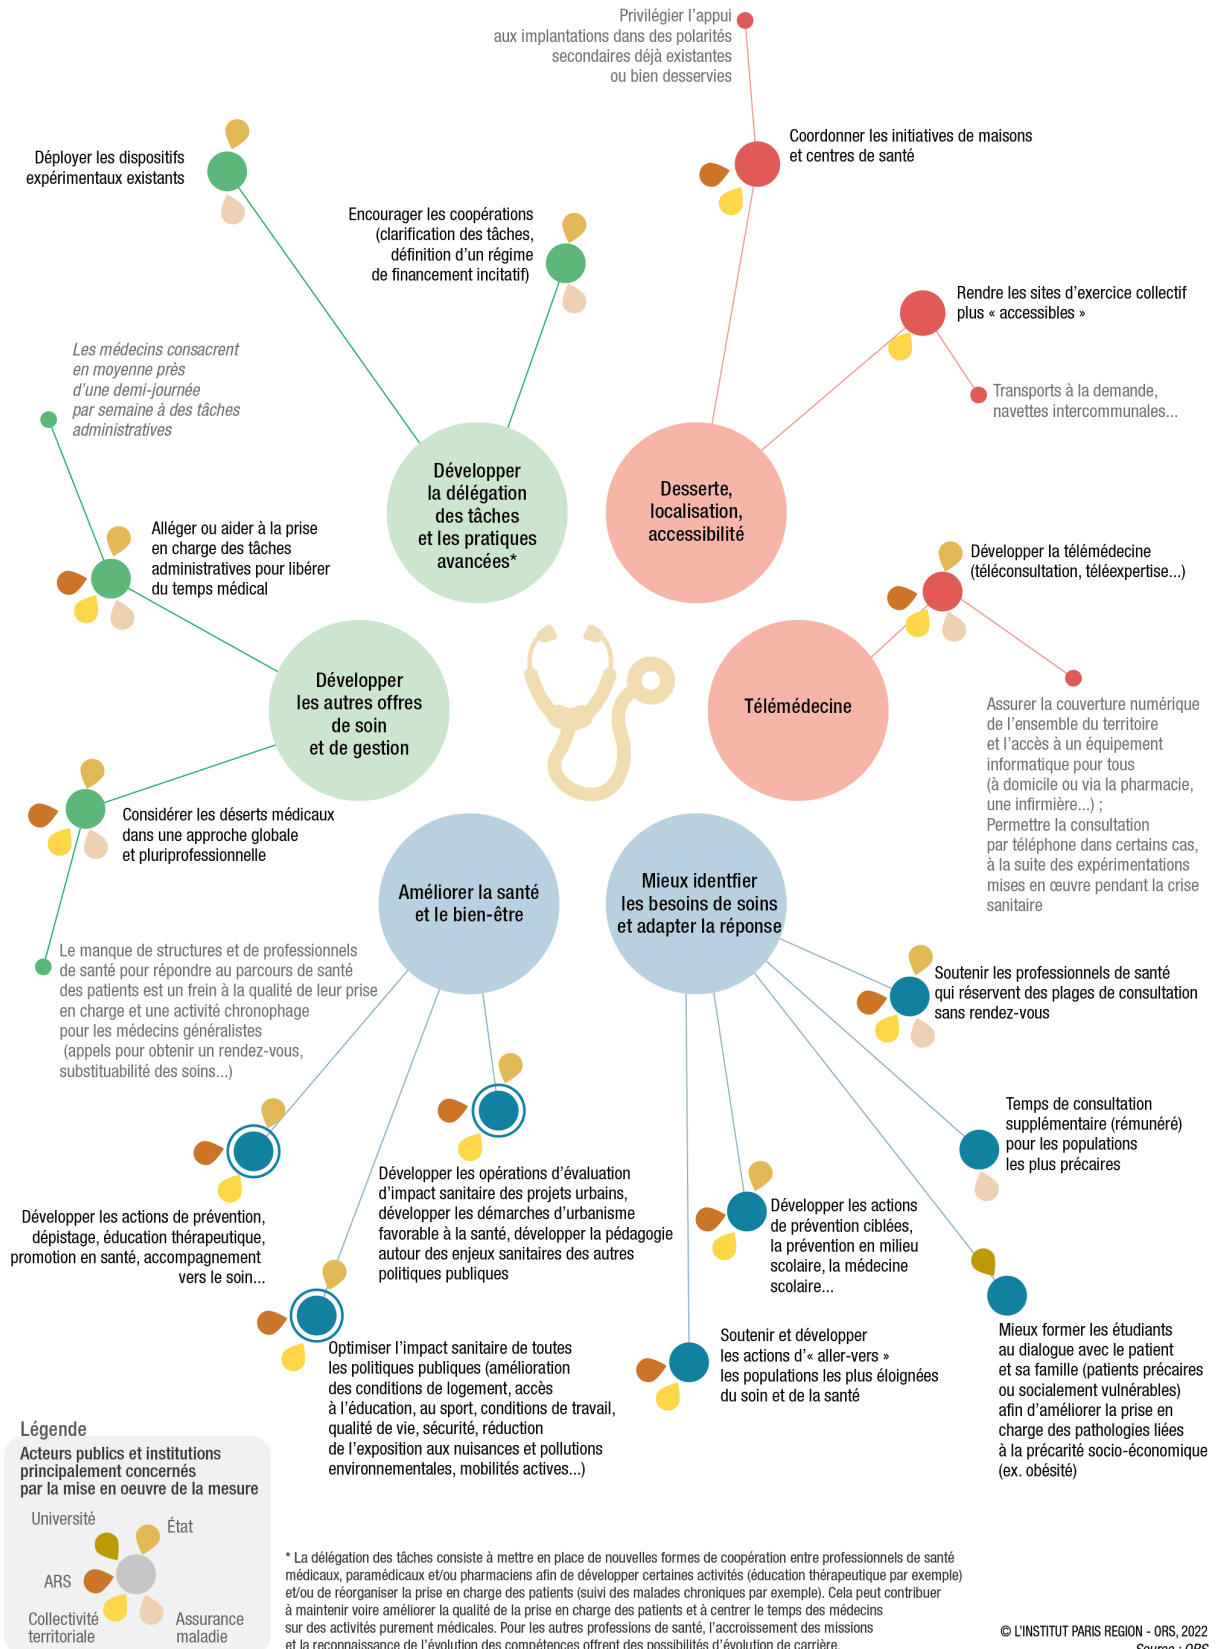 Privilégier l’appui
aux implantations dans des polarités
secondaires déjà existantes
ou bien desservies
Déployer les dispositifs
expérimentaux existants
Coordonner les initiatives de maisons
et centres de santé
Encourager les coopérations
(clarification des tâches,
définition d’un régime
de financement incitatif)
Rendre les sites d’exercice collectif
plus « accessibles »
Transports à la demande,
navettes intercommunales...
Les médecins consacrent
en moyenne près
d’une demi-journée
par semaine à des tâches
administratives
Développer
la délégation
des tâches
et les pratiques
avancées*
Desserte,
localisation,
accessibilité
Alléger ou aider à la prise
en charge des tâches
administratives pour libérer
du temps médical
Développer la télémédecine
(téléconsultation, téléexpertise...)
Développer
les autres offres
de soin
et de gestion
Télémédecine
Assurer la couverture numérique
de l’ensemble du territoire
et l’accès à un équipement
informatique pour tous
(à domicile ou via la pharmacie,
une infirmière...) ;
Permettre la consultation
par téléphone dans certains cas,
à la suite des expérimentations
mises en œuvre pendant la crise
sanitaire
Considérer les déserts médicaux
dans une approche globale
et pluriprofessionnelle
Améliorer la santé
et le bien-être
Mieux identfier
les besoins de soins
et adapter la réponse
Le manque de structures et de professionnels
de santé pour répondre au parcours de santé
des patients est un frein à la qualité de leur prise
en charge et une activité chronophage
pour les médecins généralistes
(appels pour obtenir un rendez-vous,
substituabilité des soins...)
Soutenir les professionnels de santé
qui réservent des plages de consultation
sans rendez-vous
Temps de consultation
supplémentaire (rémunéré)
pour les populations
les plus précaires
Développer les opérations d’évaluation
d’impact sanitaire des projets urbains,
développer les démarches d’urbanisme
favorable à la santé, développer la pédagogie
autour des enjeux sanitaires des autres
politiques publiques
Développer les actions de prévention,
dépistage, éducation thérapeutique,
promotion en santé, accompagnement
vers le soin...
Développer les actions
de prévention ciblées,
la prévention en milieu
scolaire, la médecine
scolaire...
Optimiser l’impact sanitaire de toutes
les politiques publiques (amélioration
des conditions de logement, accès
à l’éducation, au sport, conditions de travail,
qualité de vie, sécurité, réduction
de l’exposition aux nuisances et pollutions
environnementales, mobilités actives...)
Soutenir et développer
les actions d’« aller-vers »
les populations les plus éloignées
du soin et de la santé
Mieux former les étudiants
au dialogue avec le patient
et sa famille (patients précaires
ou socialement vulnérables)
afin d’améliorer la prise en
charge des pathologies liées
à la précarité socio-économique
(ex. obésité)
Légende
Acteurs publics et institutions
principalement concernés
par la mise en oeuvre de la mesure
Université
État
ARS
Collectivité
territoriale
Assurance
maladie
* La délégation des tâches consiste à mettre en place de nouvelles formes de coopération entre professionnels de santé
médicaux, paramédicaux et/ou pharmaciens afin de développer certaines activités (éducation thérapeutique par exemple)
et/ou de réorganiser la prise en charge des patients (suivi des malades chroniques par exemple). Cela peut contribuer
à maintenir voire améliorer la qualité de la prise en charge des patients et à centrer le temps des médecins
sur des activités purement médicales. Pour les autres professions de santé, l’accroissement des missions
et la reconnaissance de l’évolution des compétences offrent des possibilités d’évolution de carrière.
© L’INSTITUT PARIS REGION - ORS, 2022
Source : ORS